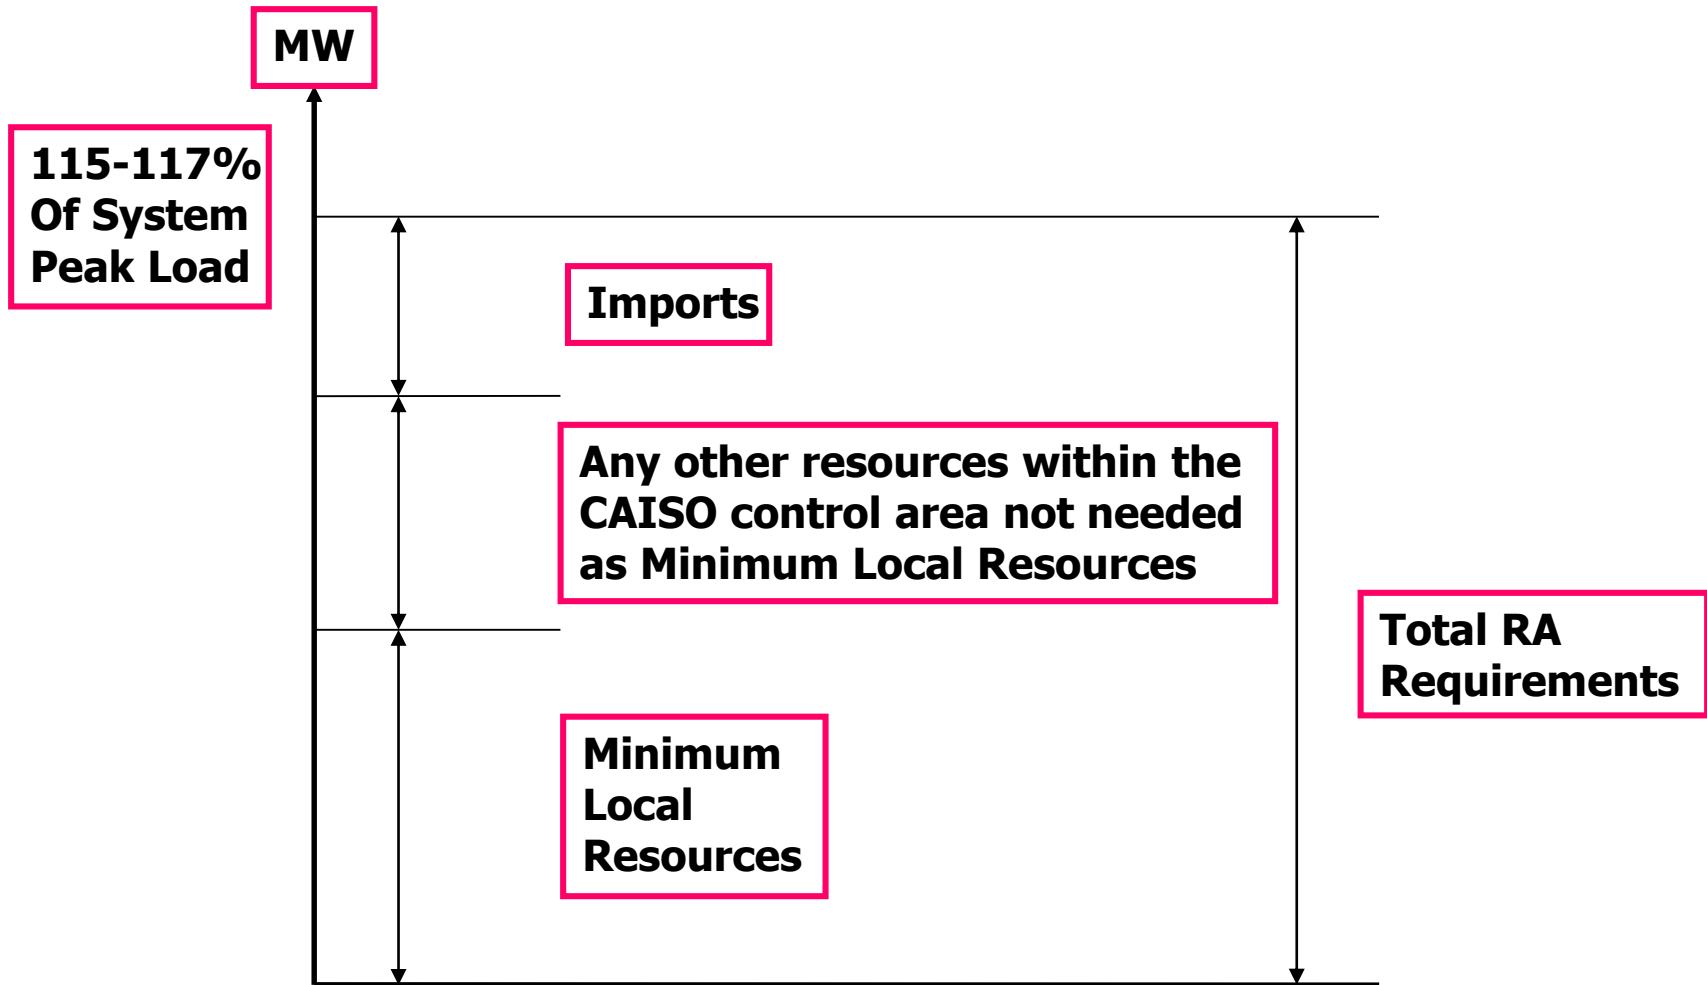 MW
115-117%
Of System
Peak Load
Imports
Any other resources within the
CAISO control area not needed
as Minimum Local Resources
Total RA
Requirements
Minimum
Local
Resources